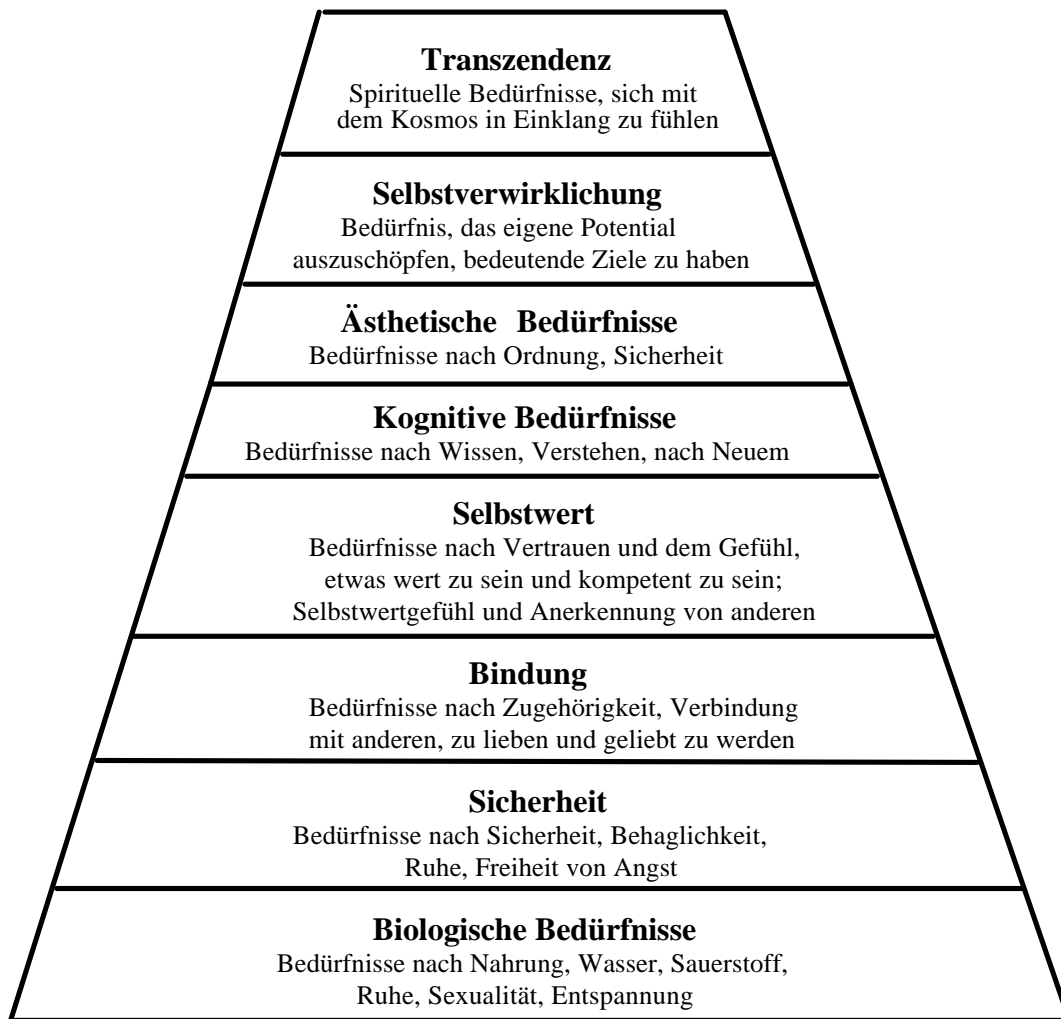 Transzendenz
Spirituelle Bedürfnisse, sich mit
dem Kosmos in Einklang zu fühlen
Selbstverwirklichung
Bedürfnis, das eigene Potential
auszuschöpfen, bedeutende Ziele zu haben
Ästhetische Bedürfnisse
Bedürfnisse nach Ordnung, Sicherheit
Kognitive Bedürfnisse
Bedürfnisse nach Wissen, Verstehen, nach Neuem
Selbstwert
Bedürfnisse nach Vertrauen und dem Gefühl,
etwas wert zu sein und kompetent zu sein;
Selbstwertgefühl und Anerkennung von anderen
Bindung
Bedürfnisse nach Zugehörigkeit, Verbindung
mit anderen, zu lieben und geliebt zu werden
Sicherheit
Bedürfnisse nach Sicherheit, Behaglichkeit,
Ruhe, Freiheit von Angst
Biologische Bedürfnisse
Bedürfnisse nach Nahrung, Wasser, Sauerstoff,
Ruhe, Sexualität, Entspannung